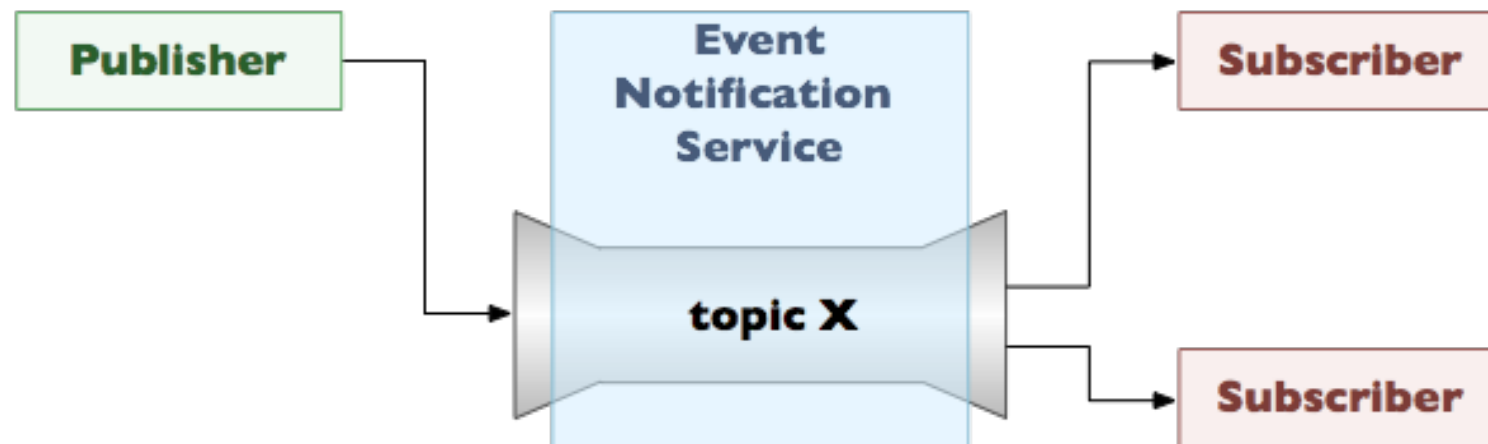 Publisher
Event
Notification
Service
Subscriber
topic X
Subscriber